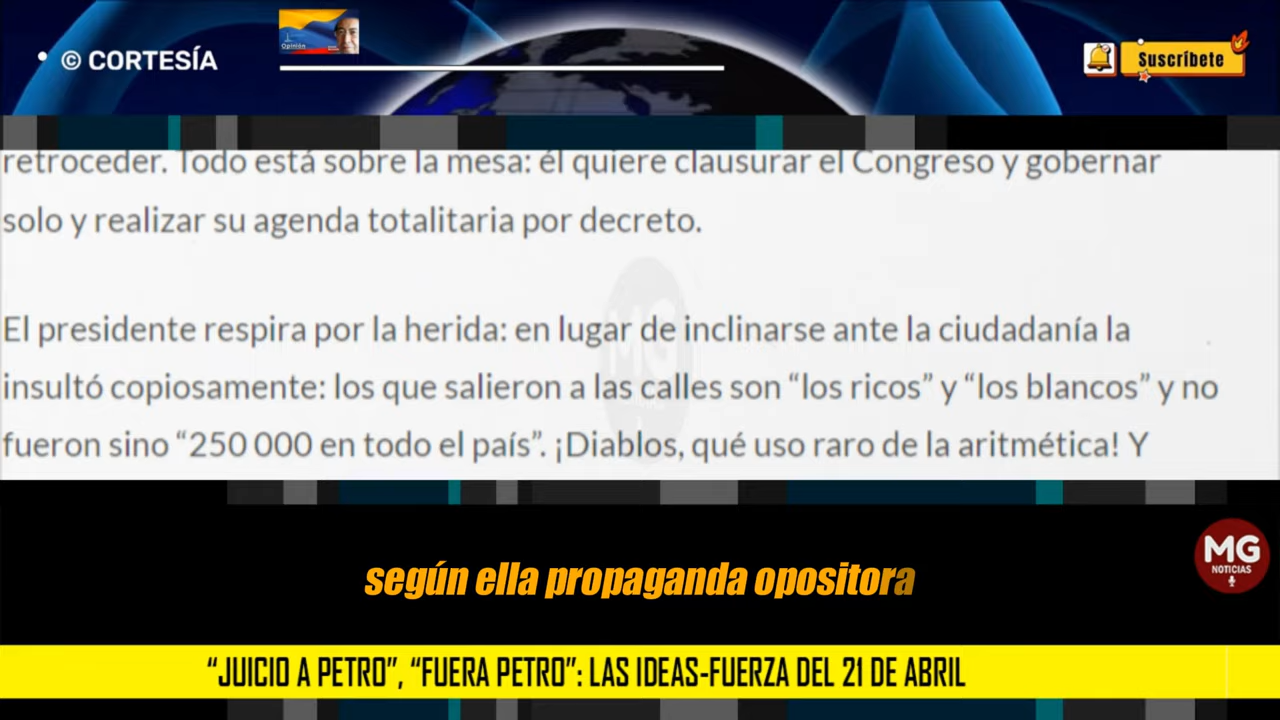 © CORTESÍA
Opinión
Suscríbete
retroceder. Todo está sobre la mesa: él quiere clausurar el Congreso y gobernar
solo y realizar su agenda totalitaria por decreto.
El presidente respira por la herida: en lugar de inclinarse ante la ciudadanía la
insultó copiosamente: los que salieron a las calles son “los ricos” y “los blancos” y no
fueron sino “250 000 en todo el país”. ¡Diablos, qué uso raro de la aritmética! Y
MG
según ella propaganda opositora
MG
NOTICIAS
“JUICIO A PETRO”, “FUERA PETRO”: LAS IDEAS-FUERZA DEL 21 DE ABRIL